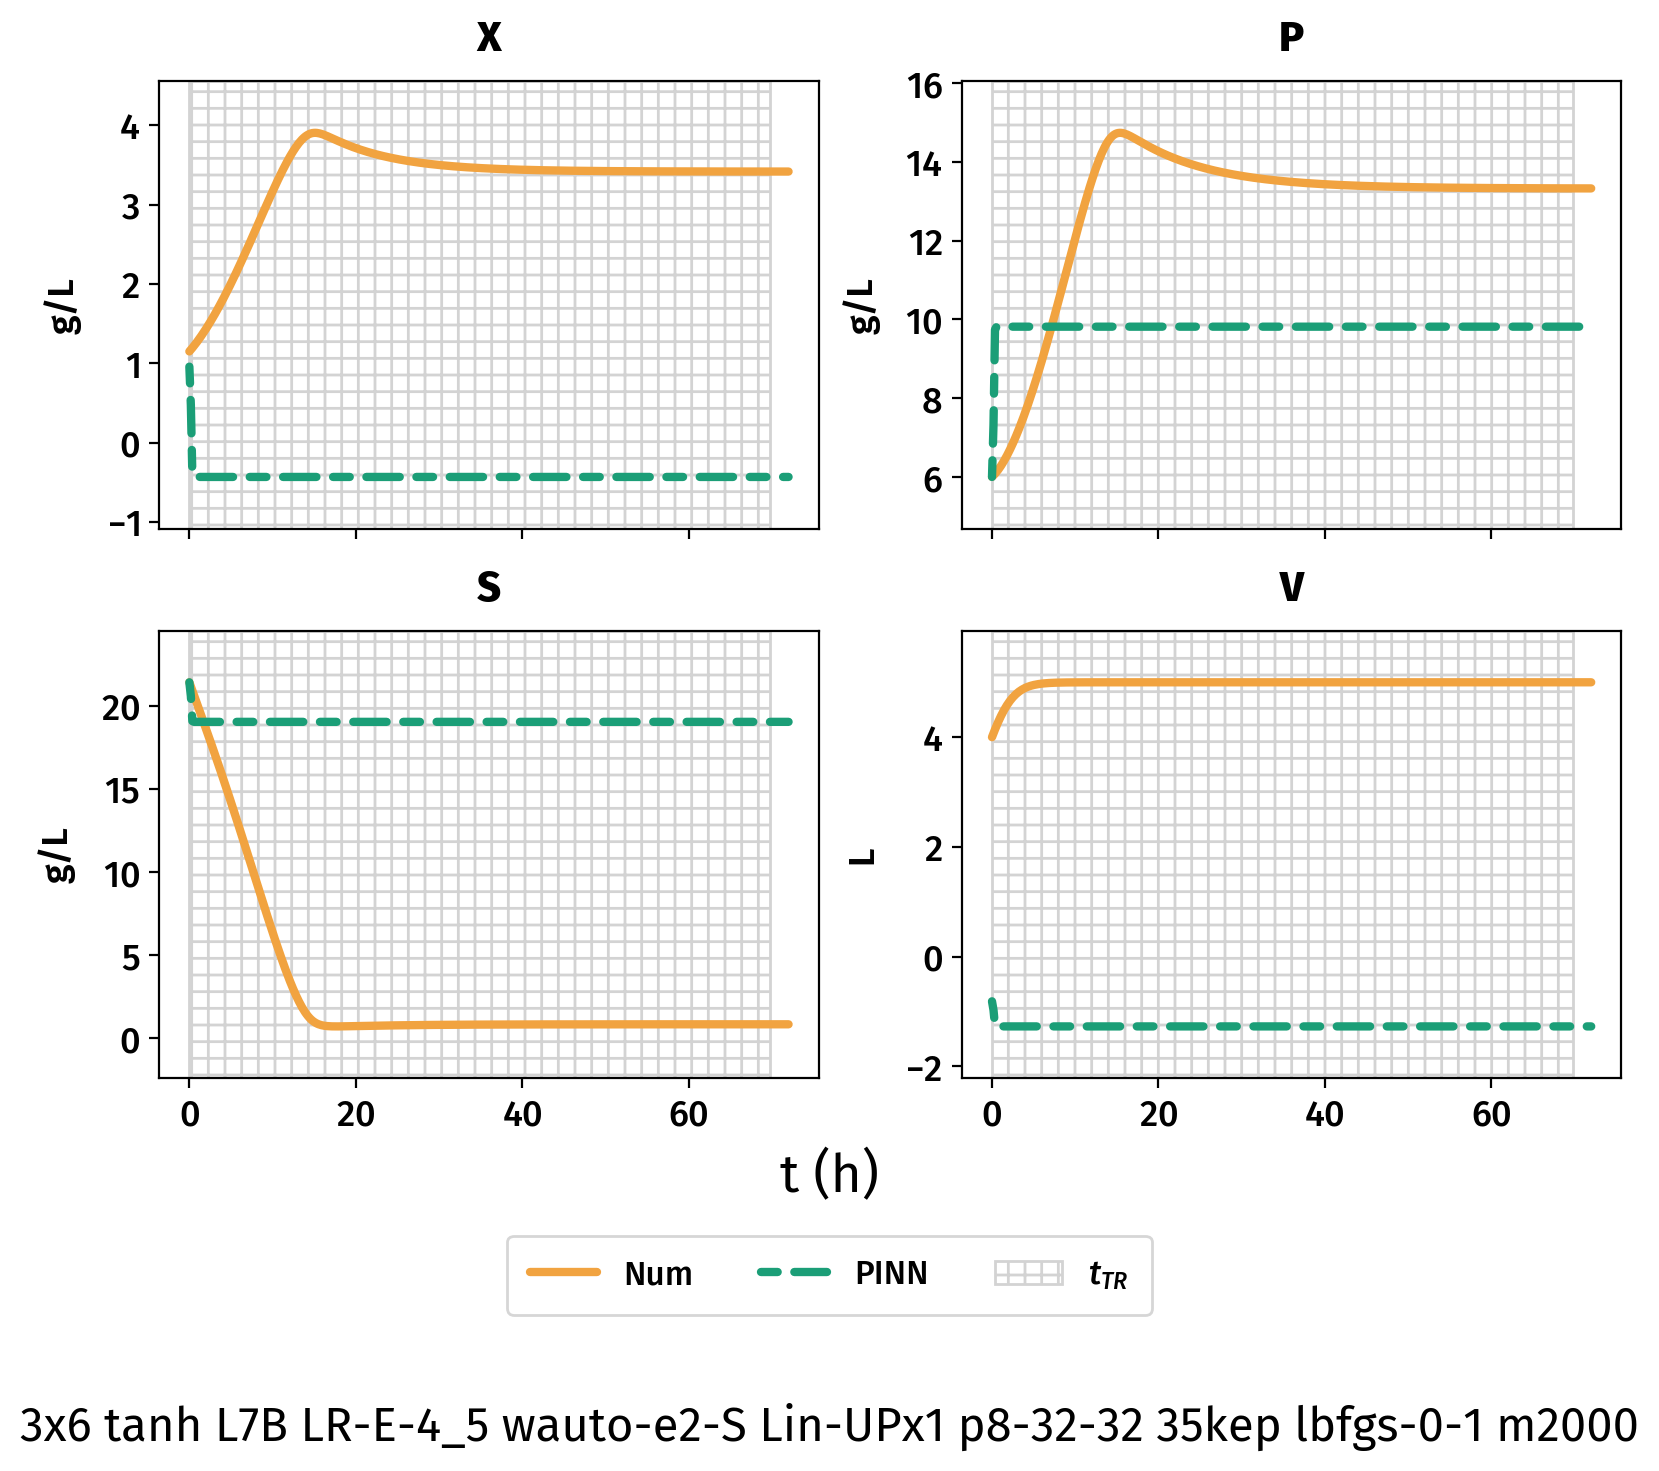 X
P
g/L
4
3
2
1
0
−1
g/L
16
14
12
10
8
6
S
V
g/L
20
15
10
5
0
L
4
2
0
−2
0 20 40 60
0 20 40 60
t (h)
Num PINN tTR
3x6 tanh L7B LR-E-4_5 wauto-e2-S Lin-UPx1 p8-32-32 35kep lbfgs-0-1 m2000